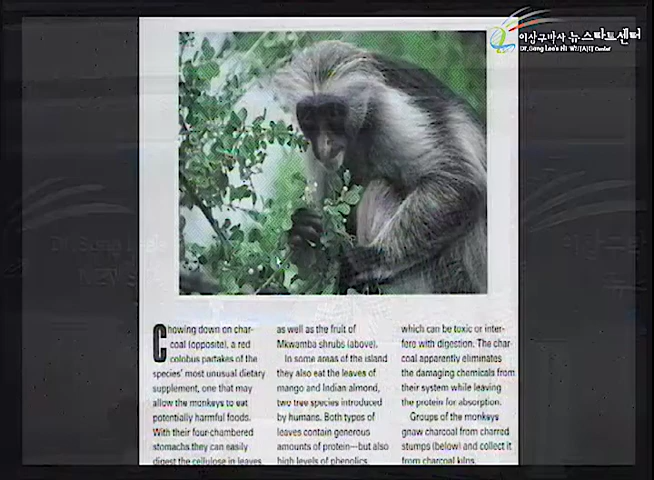 이상구박사 뉴스타트센터
Dr. Sang Lee's NEWSTART Center
Chowing down on char-
coal (opposite), a red
colobus partakes of the
species' most unusual dietary
supplement, one that may
allow the monkeys to eat
potentially harmful foods.
With their four-chambered
stomachs they can easily
digest the cellulose in leaves
as well as the fruit of
Mkwamba shrubs (above).
In some areas of the island
they also eat the leaves of
mango and Indian almond,
two tree species introduced
by humans. Both types of
leaves contain generous
amounts of protein—but also
high levels of phenolics
which can be toxic or inter-
fere with digestion. The char-
coal apparently eliminates
the damaging chemicals from
their system while leaving
the protein for absorption.
Groups of the monkeys
gnaw charcoal from charred
stumps (below) and collect it
from charcoal kilns